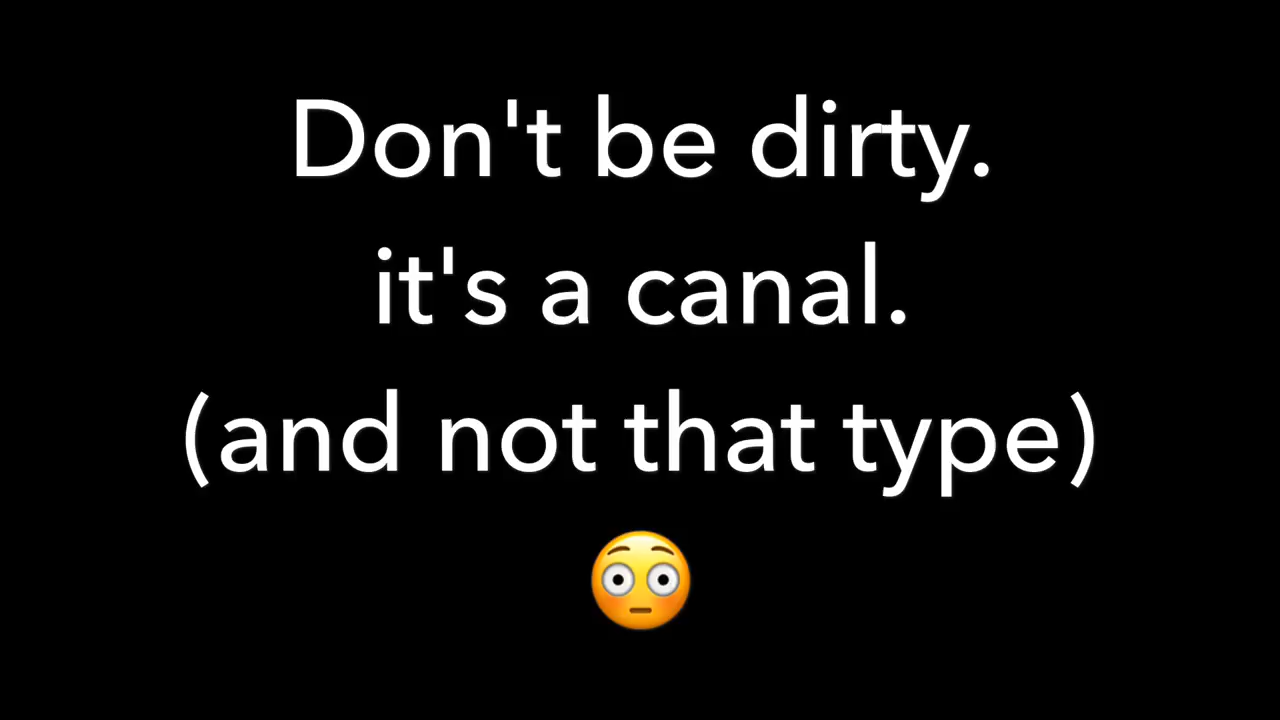 Don't be dirty.
it's a canal.
(and not that type)
😳